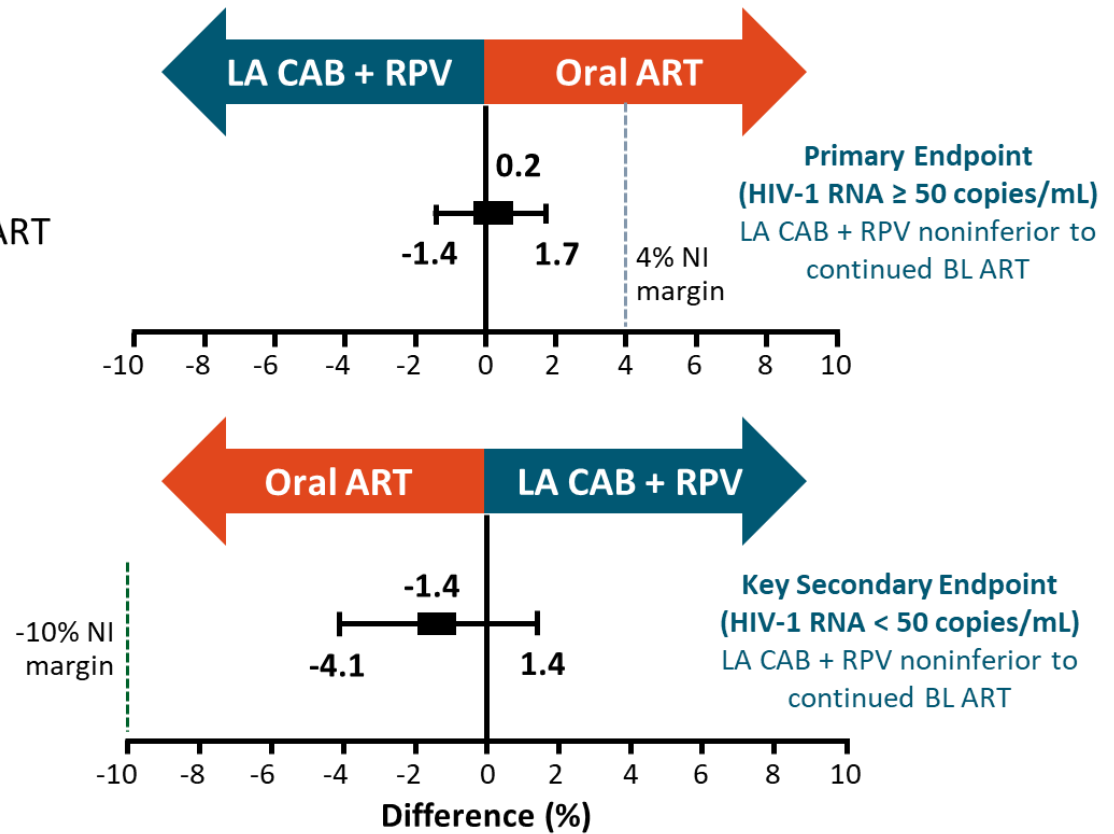 LA CAB + RPV
Oral ART
0.2
-1.4
1.7
4% NI
margin
Primary Endpoint
(HIV-1 RNA ≥ 50 copies/mL)
LA CAB + RPV noninferior to
continued BL ART
ART
-10 -8 -6 -4 -2 0 2 4 6 8 10
Oral ART
LA CAB + RPV
-1.4
-4.1
1.4
-10% NI
margin
Key Secondary Endpoint
(HIV-1 RNA < 50 copies/mL)
LA CAB + RPV noninferior to
continued BL ART
-10 -8 -6 -4 -2 0 2 4 6 8 10
Difference (%)